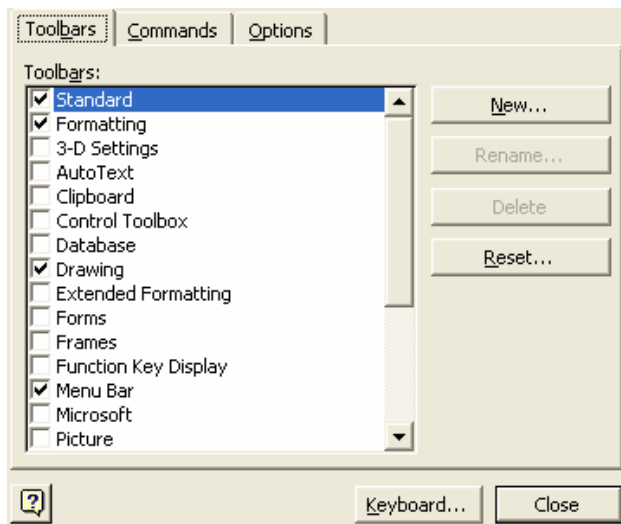 Toolbars Commands Options
Toolbars:
Standard
Formatting
3-D Settings
AutoText
Clipboard
Control Toolbox
Database
Drawing
Extended Formatting
Forms
Frames
Function Key Display
Menu Bar
Microsoft
Picture
New...
Rename...
Delete
Reset...
?
Keyboard... Close